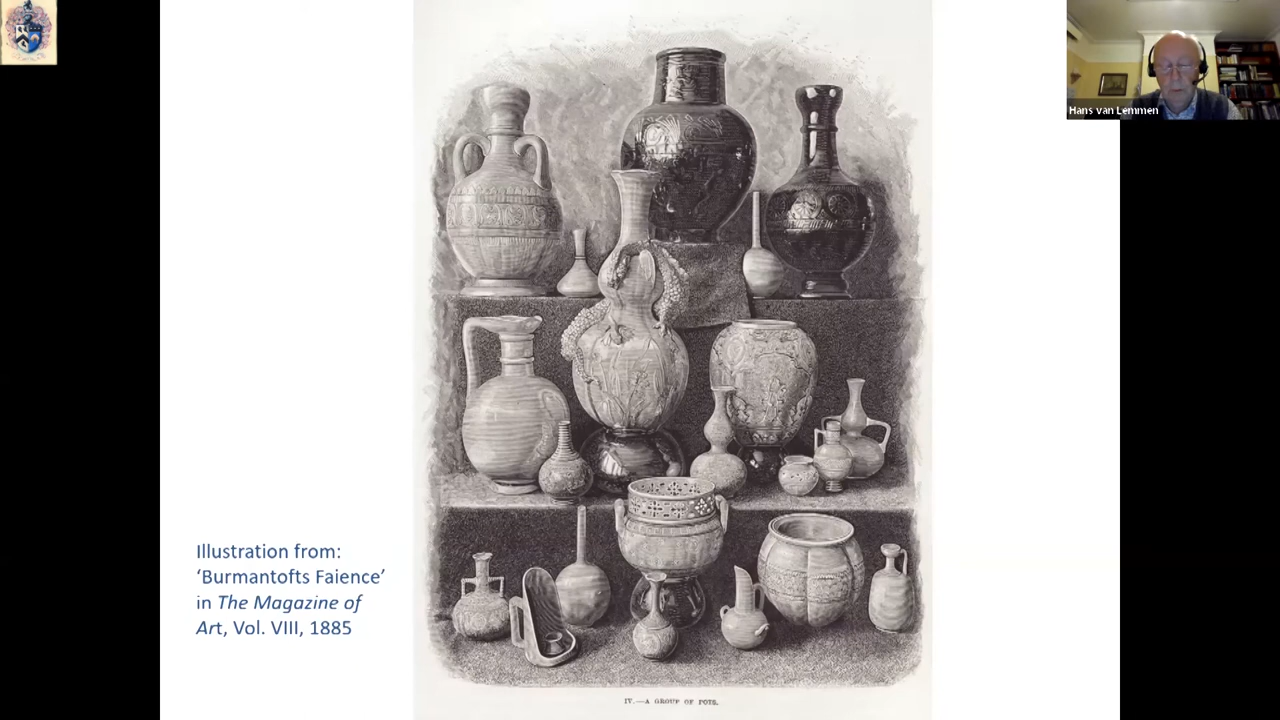 Hans van Lemmen
Illustration from:
‘Burmantofts Faience’
in The Magazine of
Art, Vol. VIII, 1885
IV.—A GROUP OF POTS.